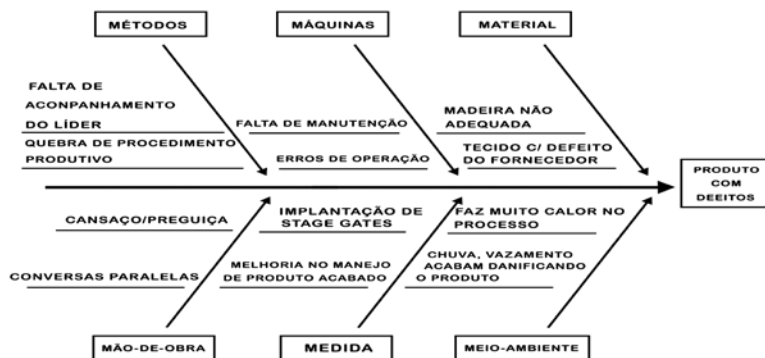 MÉTODOS
MÁQUINAS
MATERIAL
FALTA DE
ACONPANHAMENTO
DO LÍDER
QUEBRA DE PROCEDIMENTO
PRODUTIVO
FALTA DE MANUTENÇÃO
ERROS DE OPERAÇÃO
MADEIRA NÃO
ADEQUADA
TECIDO C/ DEFEITO
DO FORNECEDOR
PRODUTO
COM
DEEITOS
CANSAÇO/PREGUIÇA
CONVERSAS PARALELAS
IMPLANTAÇÃO DE
STAGE GATES
MELHORIA NO MANEJO
DE PRODUTO ACABADO
FAZ MUITO CALOR NO
PROCESSO
CHUVA, VAZAMENTO
ACABAM DANIFICANDO
O PRODUTO
MÃO-DE-OBRA
MEDIDA
MEIO-AMBIENTE